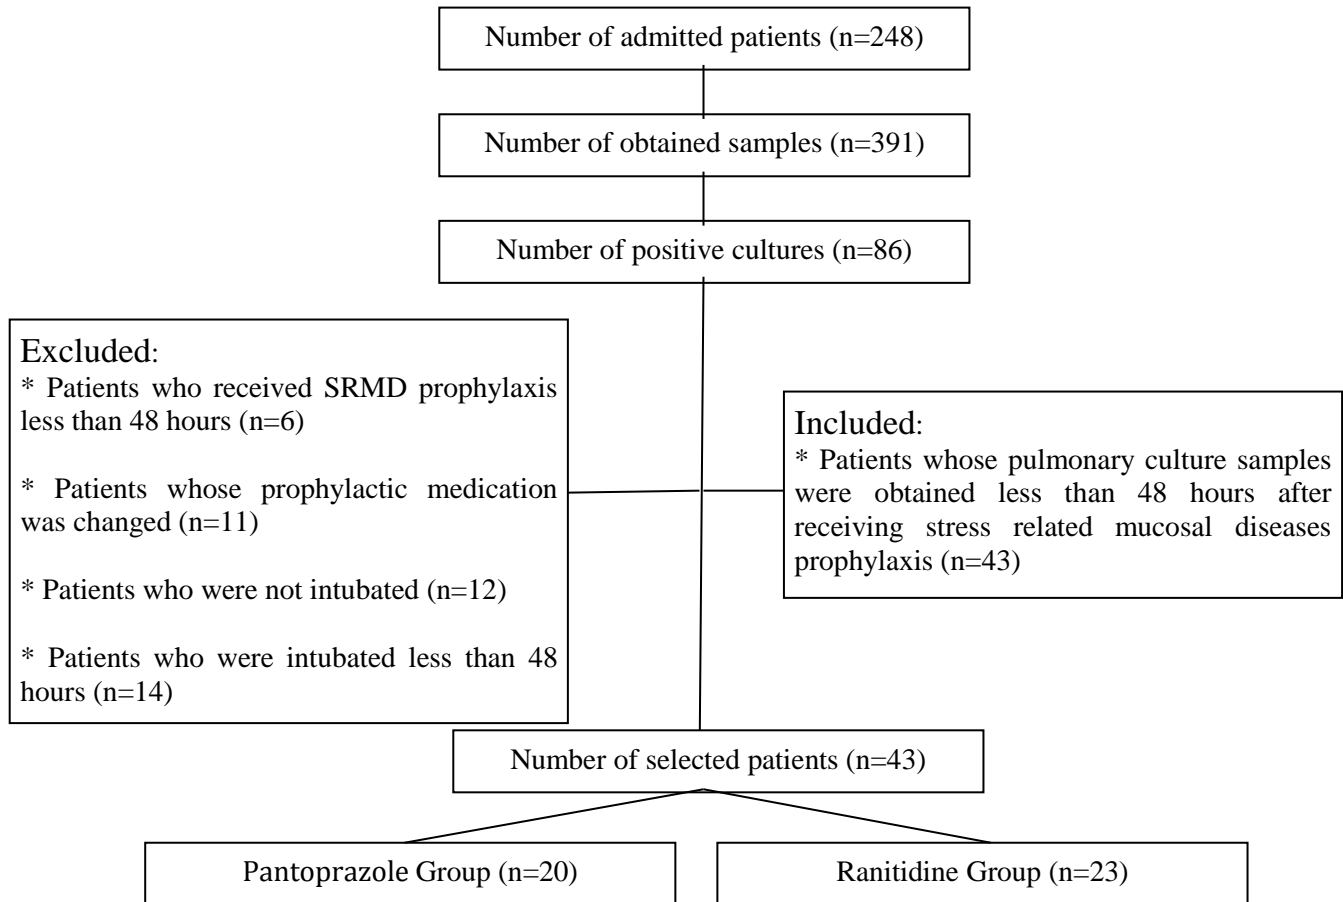 Number of admitted patients (n=248)
Number of obtained samples (n=391)
Number of positive cultures (n=86)
Excluded:
* Patients who received SRMD prophylaxis
less than 48 hours (n=6)
* Patients whose prophylactic medication
was changed (n=11)
* Patients who were not intubated (n=12)
* Patients who were intubated less than 48
hours (n=14)
Included:
* Patients whose pulmonary culture samples
were obtained less than 48 hours after
receiving stress related mucosal diseases
prophylaxis (n=43)
Number of selected patients (n=43)
Pantoprazole Group (n=20)
Ranitidine Group (n=23)